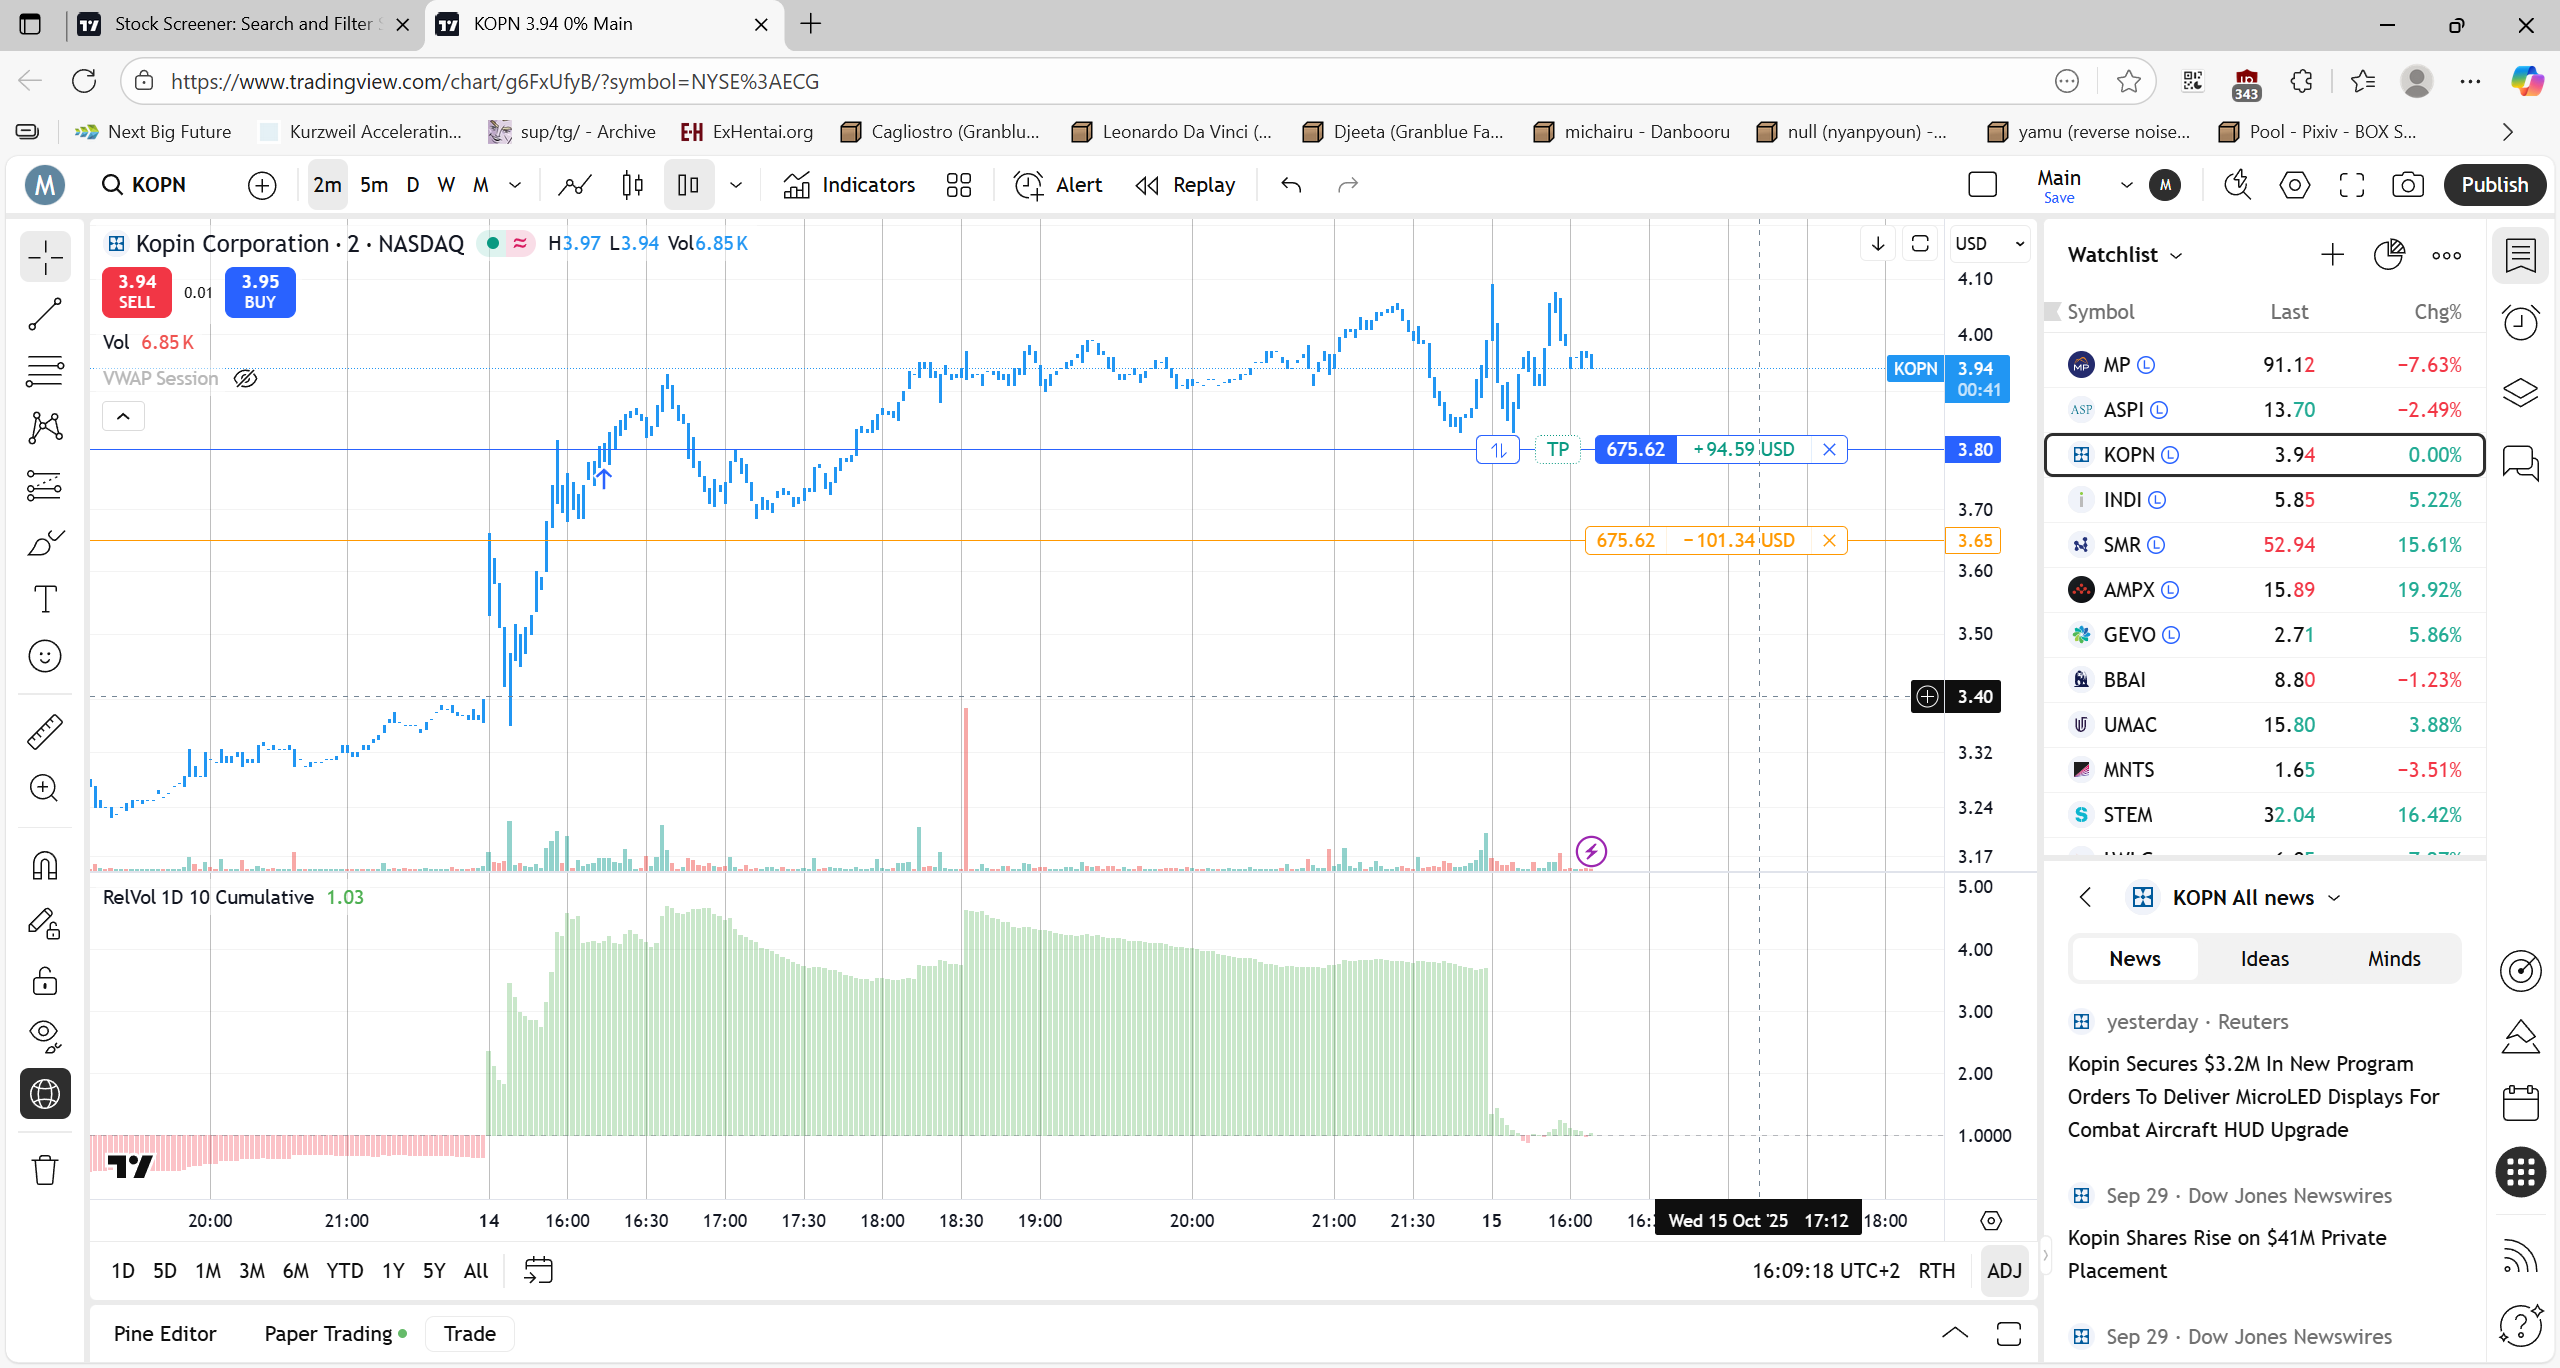 Stock Screener: Search and Filter S
KOPN 3.94 0% Main
https://www.tradingview.com/chart/g6FxUfyB/?symbol=NYSE%3AECG
343
Next Big Future
Kurzweil Acceleratin...
sup/tg/ - Archive
EH ExHentai.org
Cagliostro (Granblu...
Leonardo Da Vinci (...
Djeeta (Granblue Fa...
michairu - Danbooru
null (nyanpyoun) -...
yamu (reverse noise...
Pool - Pixiv - BOX S...
M KOPN 2m 5m D W M Indicators Alert Replay Main M Publish
Save
Kopin Corporation · 2 · NASDAQ H3.97 L3.94 Vol6.85 K
USD
3.94 0.01 3.95
SELL BUY
Vol 6.85 K
VWAP Session
4.10
4.00
KOPN 3.94
00:41
TP 675.62 +94.59 USD 3.80
3.70
675.62 −101.34 USD 3.65
3.60
3.50
3.40
3.32
3.24
3.17
RelVol 1D 10 Cumulative 1.03
5.00
4.00
3.00
2.00
1.0000
20:00 21:00 14 16:00 16:30 17:00 17:30 18:00 18:30 19:00 20:00 21:00 21:30 15 16:00 16: Wed 15 Oct '25 17:12 18:00
1D 5D 1M 3M 6M YTD 1Y 5Y All
16:09:18 UTC+2 RTH ADJ
Pine Editor Paper Trading Trade
Watchlist
Symbol Last Chg%
MP L 91.12 −7.63%
ASP ASPI L 13.70 −2.49%
KOPN L 3.94 0.00%
INDI L 5.85 5.22%
SMR L 52.94 15.61%
AMPX L 15.89 19.92%
GEVO L 2.71 5.86%
BBAI 8.80 −1.23%
UMAC 15.80 3.88%
MNTS 1.65 −3.51%
S STEM 32.04 16.42%
KOPN All news
News Ideas Minds
yesterday · Reuters
Kopin Secures $3.2M In New Program
Orders To Deliver MicroLED Displays For
Combat Aircraft HUD Upgrade
Sep 29 · Dow Jones Newswires
Kopin Shares Rise on $41M Private
Placement
Sep 29 · Dow Jones Newswires